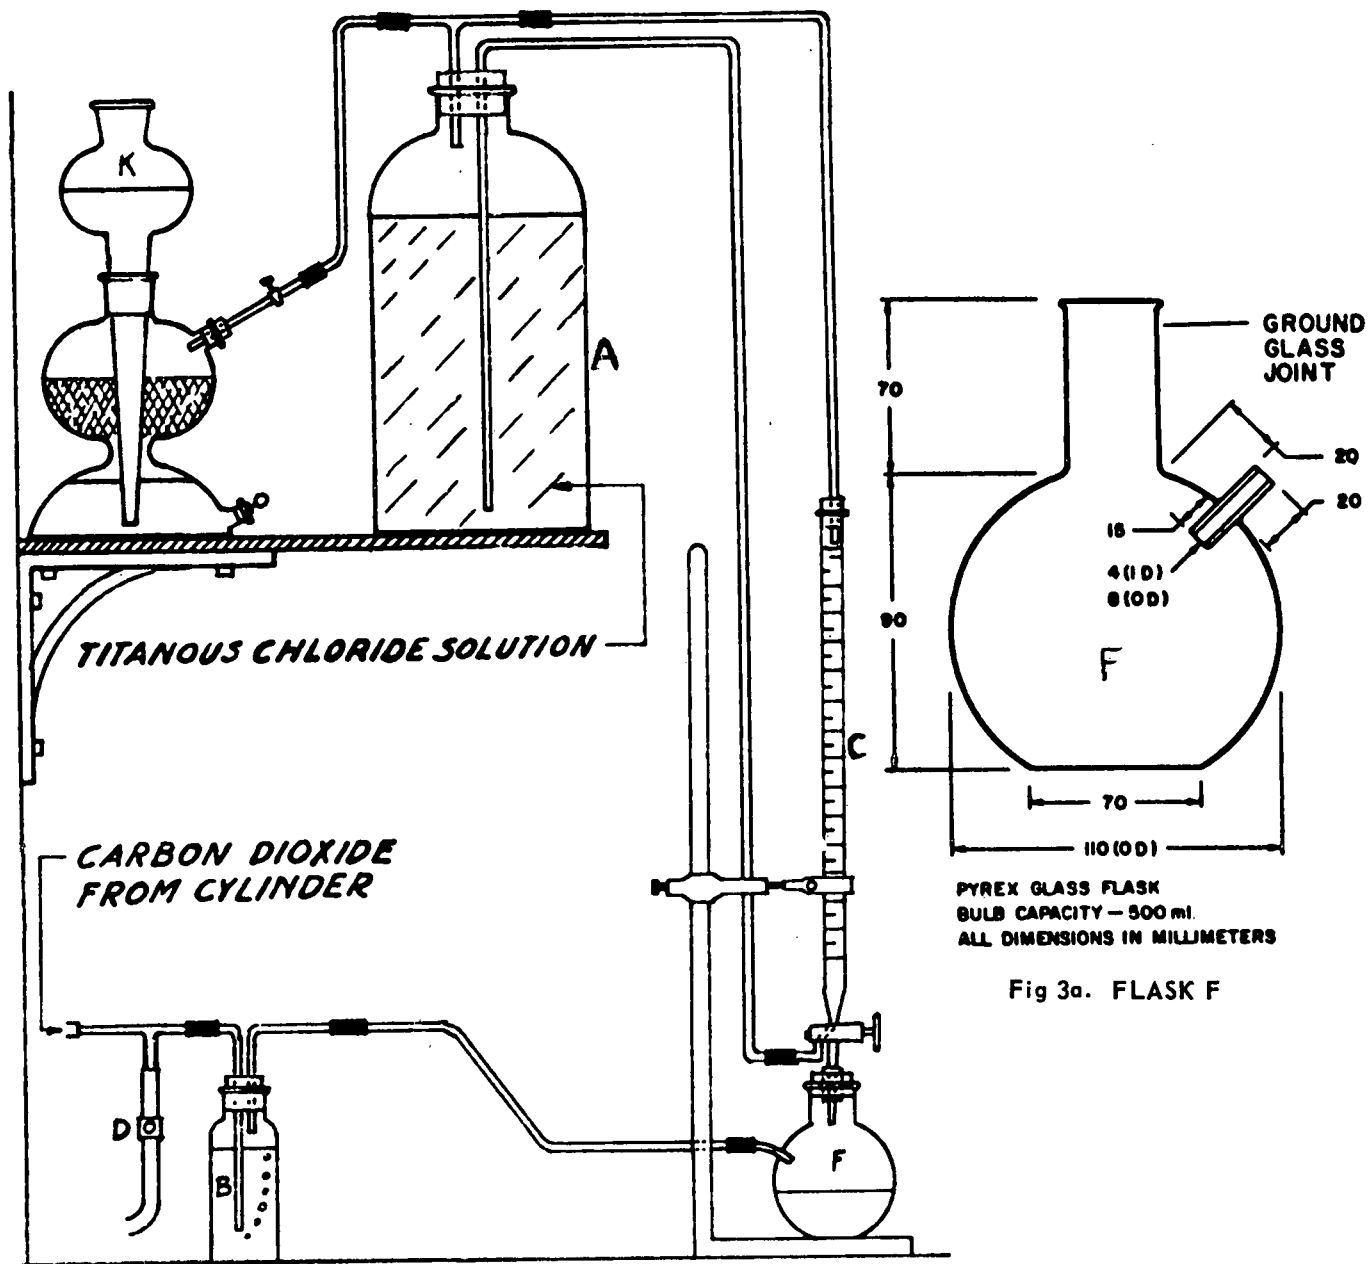 K
A
TITANOUS CHLORIDE SOLUTION
C
CARBON DIOXIDE
FROM CYLINDER
D
B
F
GROUND
GLASS
JOINT
70
20
20
15
4(ID)
8(OD)
90
F
70
110(OD)
PYREX GLASS FLASK
BULB CAPACITY – 500 ml.
ALL DIMENSIONS IN MILLIMETERS
Fig 3a. FLASK F